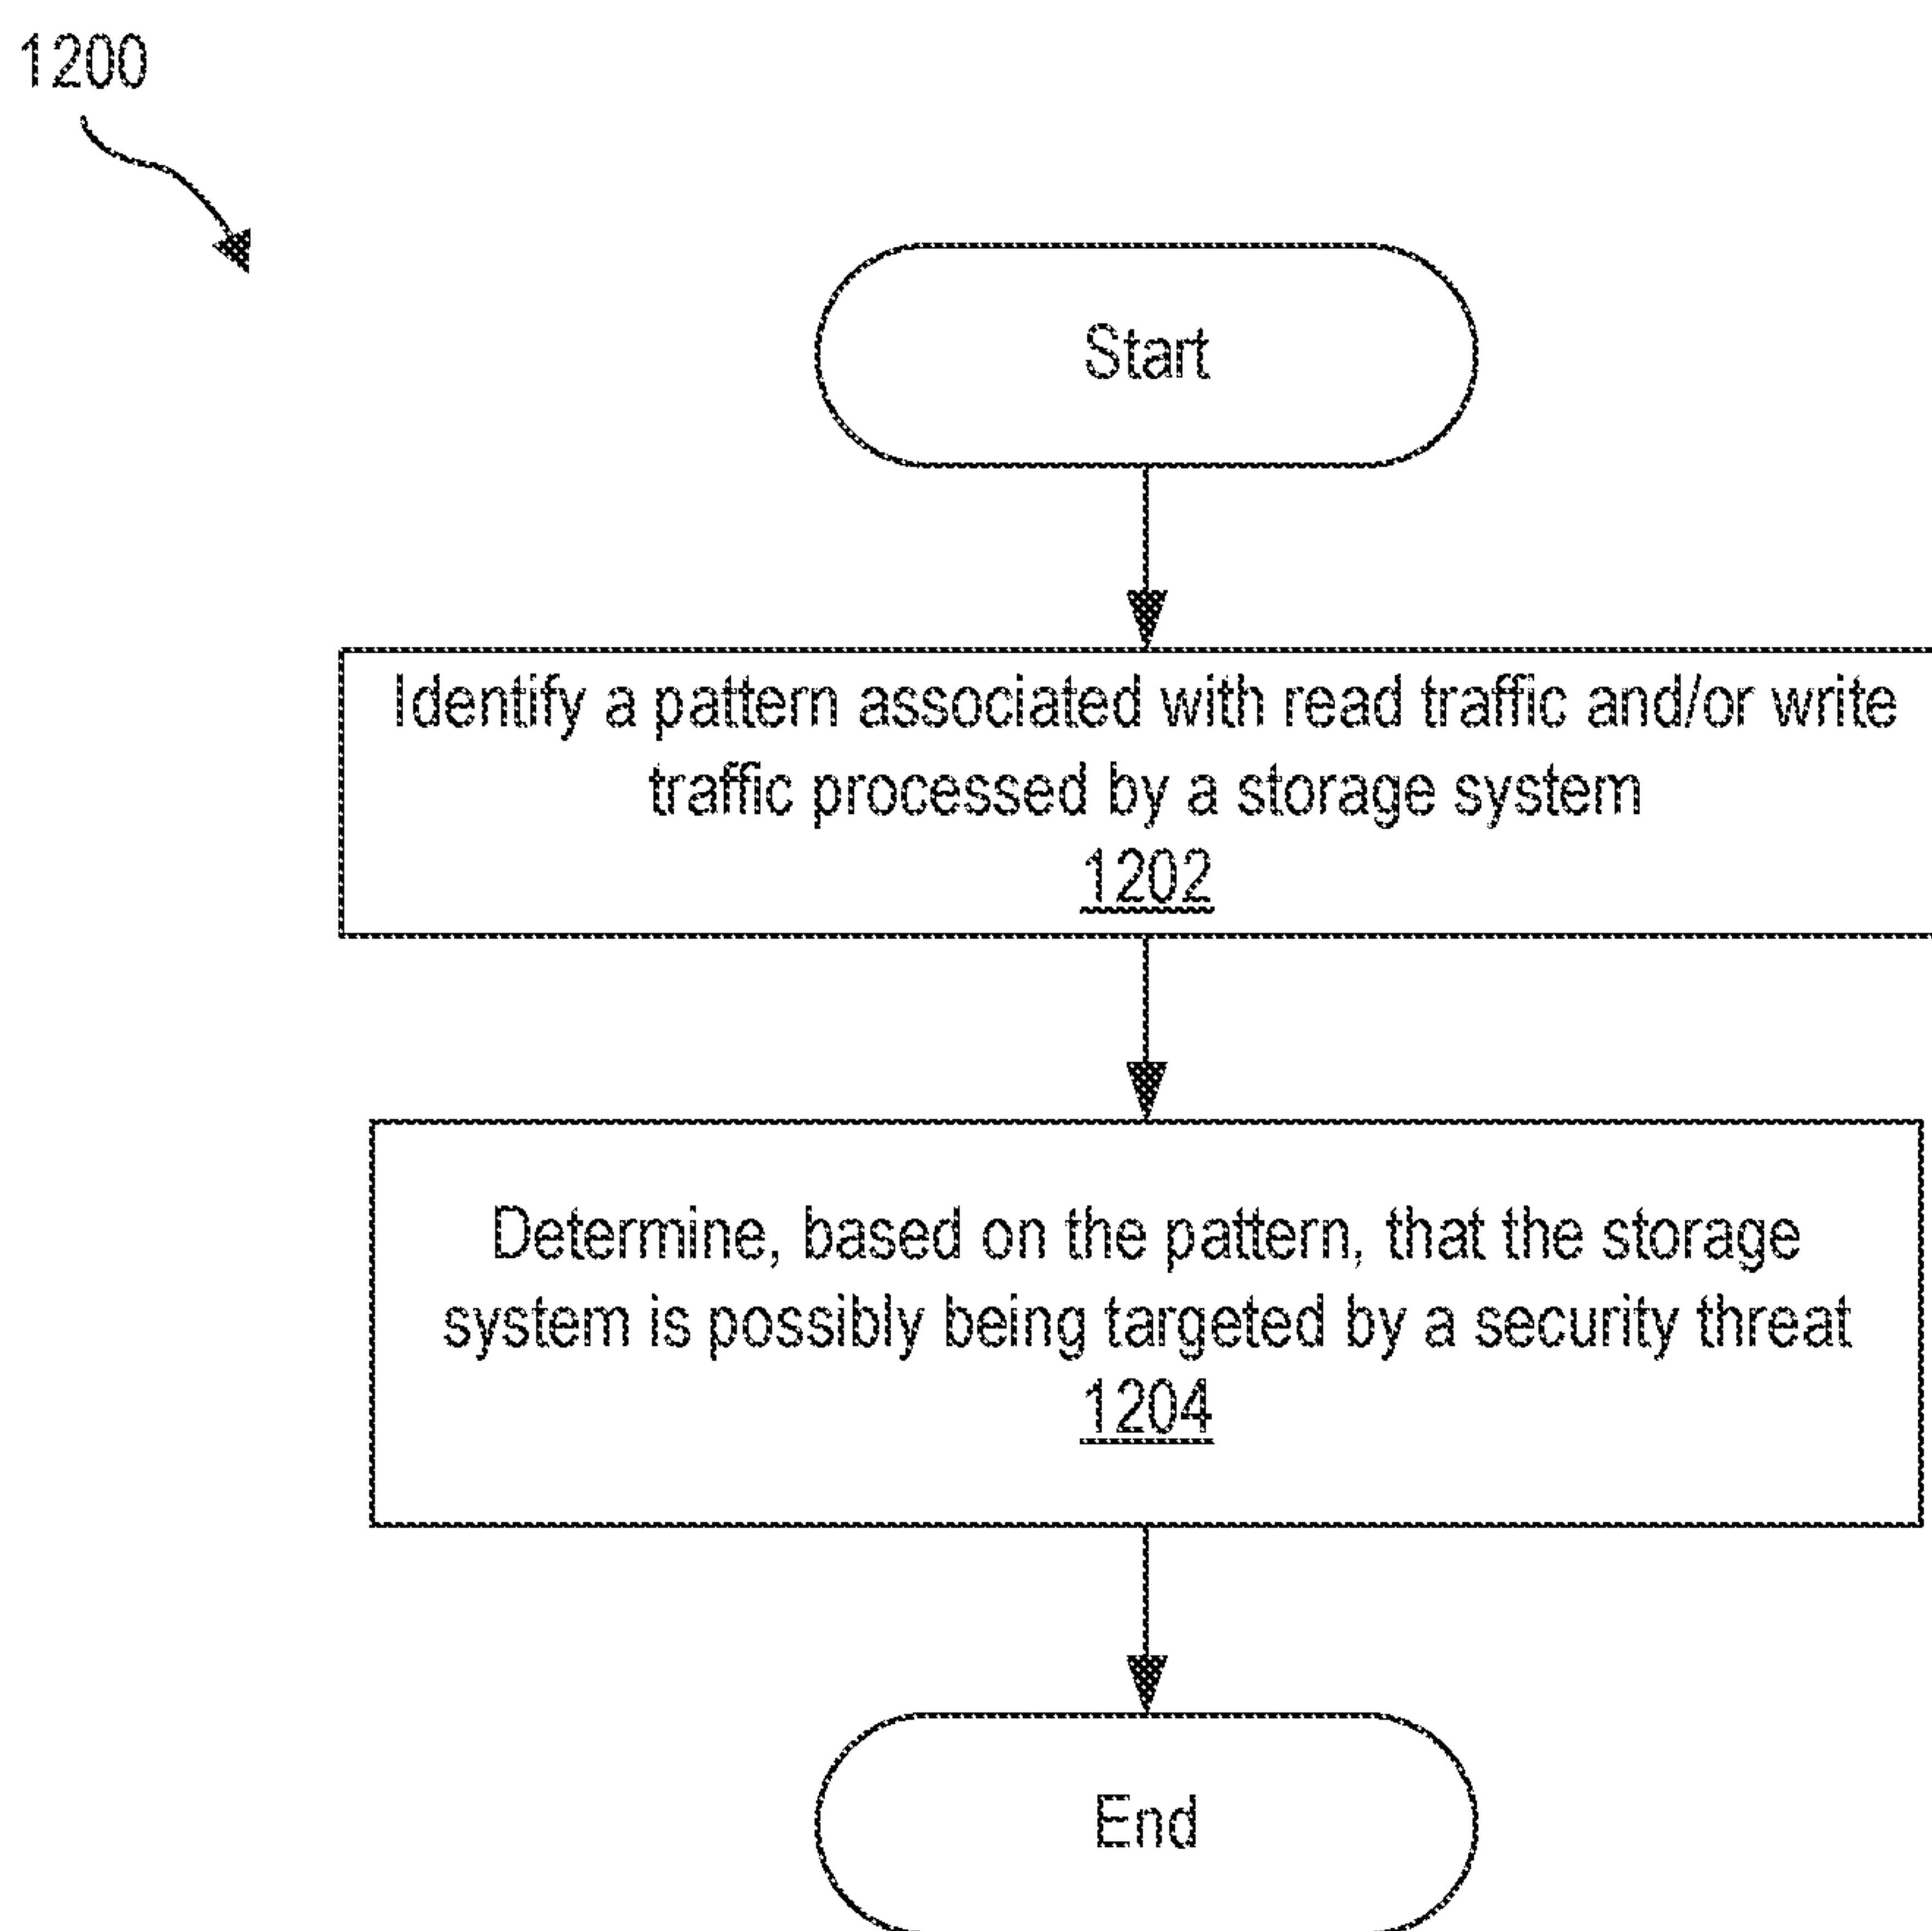 1200
Start
Identify a pattern associated with read traffic and/or write
traffic processed by a storage system
1202
Determine, based on the pattern, that the storage
system is possibly being targeted by a security threat
1204
End